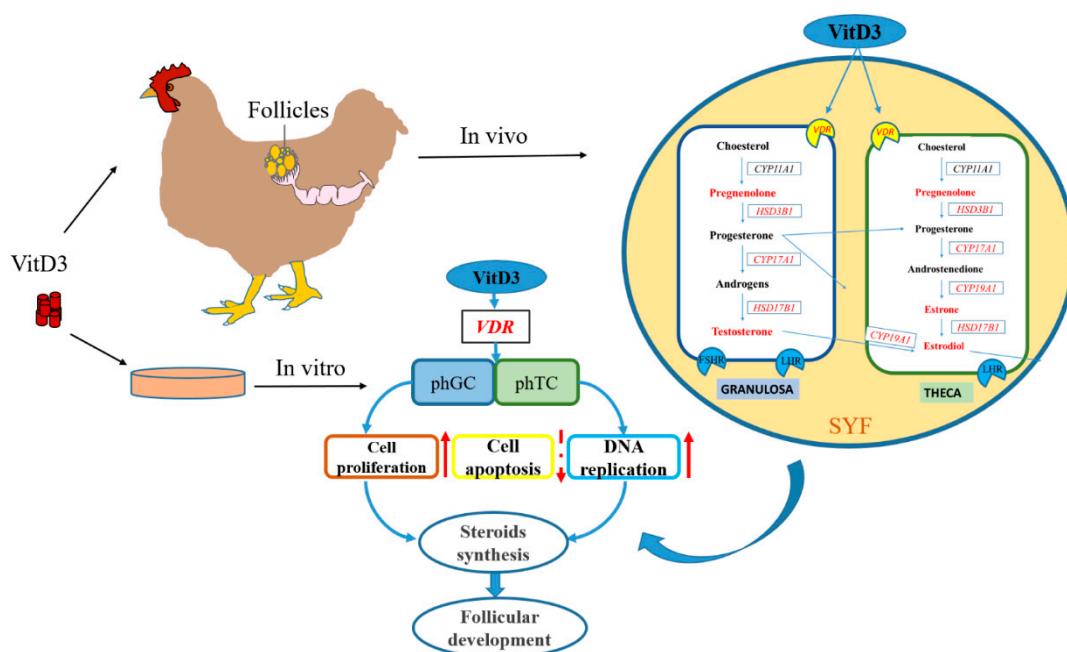 VitD3
Follicles
In vivo
VitD3
In vitro
VitD3
VDR
phGC
phTC
Cell
proliferation
Cell
apoptosis
DNA
replication
Steroids
synthesis
Follicular
development
VDR
Choesterol
CYP11A1
Pregnenolone
HSD3B1
Progesterone
CYP17A1
Androgens
HSD17B1
Testosterone
FSHR
LHR
GRANULOSA
VDR
Choesterol
CYP11A1
Pregnenolone
HSD3B1
Progesterone
CYP17A1
Androstenedione
CYP19A1
Estrone
HSD17B1
CYP19A1
Estrodiol
LHR
THECA
SYF